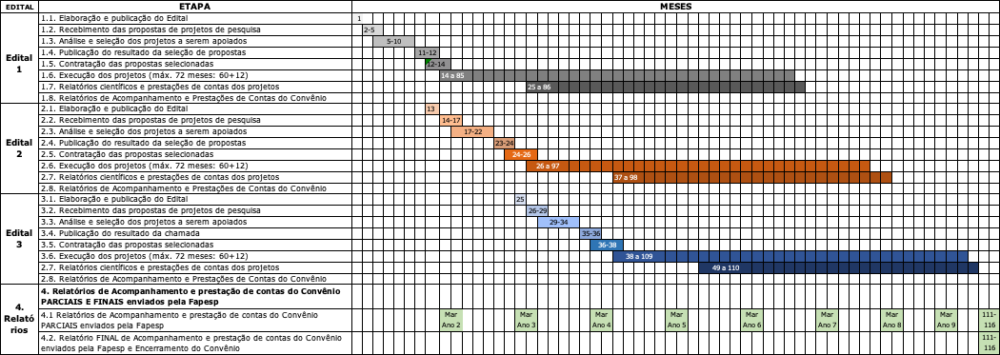 EDITAL ETAPA MESES
Edital 1
1.1. Elaboração e publicação do Edital 1
1.2. Recebimento das propostas de projetos de pesquisa 2-5
1.3. Análise e seleção dos projetos a serem apoiados 5-10
1.4. Publicação do resultado da seleção de propostas 11-12
1.5. Contratação das propostas selecionadas 12-14
1.6. Execução dos projetos (máx. 72 meses: 60+12) 14 a 85
1.7. Relatórios científicos e prestações de contas dos projetos 25 a 86
1.8. Relatórios de Acompanhamento e Prestações de Contas do Convênio
Edital 2
2.1. Elaboração e publicação do Edital 13
2.2. Recebimento das propostas de projetos de pesquisa 14-17
2.3. Análise e seleção dos projetos a serem apoiados 17-22
2.4. Publicação do resultado da seleção de propostas 23-24
2.5. Contratação das propostas selecionadas 24-26
2.6. Execução dos projetos (máx. 72 meses: 60+12) 26 a 97
2.7. Relatórios científicos e prestações de contas dos projetos 37 a 98
2.8. Relatórios de Acompanhamento e Prestações de Contas do Convênio
Edital 3
3.1. Elaboração e publicação do Edital 25
3.2. Recebimento das propostas de projetos de pesquisa 26-29
3.3. Análise e seleção dos projetos a serem apoiados 29-34
3.4. Publicação do resultado da chamada 35-36
3.5. Contratação das propostas selecionadas 36-38
3.6. Execução dos projetos (máx. 72 meses: 60+12) 38 a 109
2.7. Relatórios científicos e prestações de contas dos projetos 49 a 110
2.8. Relatórios de Acompanhamento e Prestações de Contas do Convênio
4. Relató rios
4. Relatórios de Acompanhamento e prestação de contas do Convênio
PARCIAIS E FINAIS enviados pela Fapesp
4.1 Relatórios de Acompanhamento e prestação de contas do Convênio Mar Mar Mar Mar Mar Mar Mar Mar 111-
PARCIAIS enviados pela Fapesp Ano 2 Ano 3 Ano 4 Ano 5 Ano 6 Ano 7 Ano 8 Ano 9 116
4.2. Relatório FINAL de Acompanhamento e prestação de contas do Convênio 111-
enviados pela Fapesp e Encerramento do Convênio 116